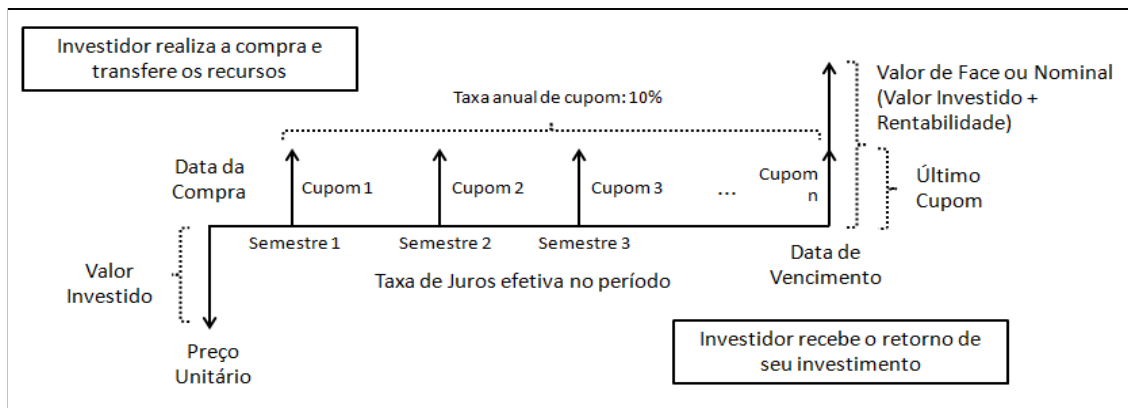 Investidor realiza a compra e
transfere os recursos
Taxa anual de cupom: 10%
Valor de Face ou Nominal
(Valor Investido +
Rentabilidade)
Data da
Compra
Cupom 1
Cupom 2
Cupom 3
...
Cupom
n
Último
Cupom
Semestre 1
Semestre 2
Semestre 3
Data de
Vencimento
Valor
Investido
Taxa de Juros efetiva no período
Preço
Unitário
Investidor recebe o retorno de
seu investimento